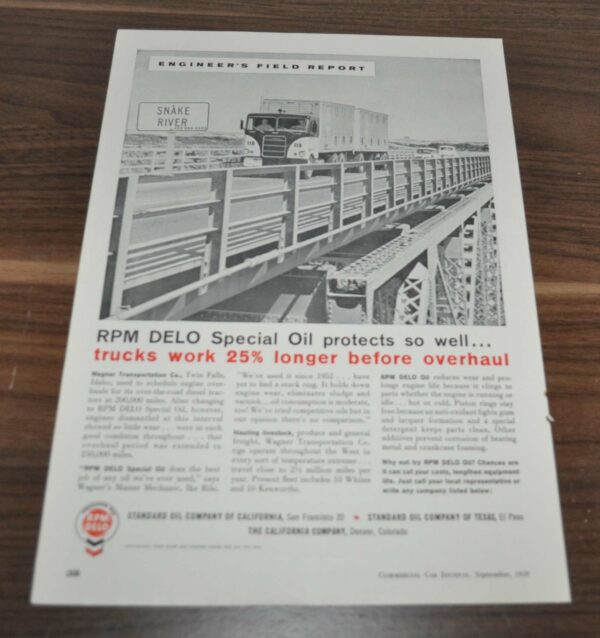 ENGINEER'S FIELD REPORT
SNAKE
RIVER
RPM DELO Special Oil protects so well...
trucks work 25% longer before overhaul
Wagner Transportation Co., Twin Falls,
Idaho, used to schedule engine over-
hauls for its over-the-road diesel trac-
tors at 200,000 miles. After changing
to RPM DELO Special Oil, however,
engines dismantled at this interval
showed so little wear . . . were in such
good condition throughout . . . that
overhaul period was extended to
250,000 miles.
"RPM DELO Special Oil does the best
job of any oil we've ever used," says
Wagner's Master Mechanic, Ike Rife.
"We've used it since 1952 . . . have
yet to find a stuck ring. It holds down
engine wear, eliminates sludge and
varnish . . . oil consumption is moderate,
too! We've tried competitive oils but in
our opinion there's no comparison."
Hauling livestock, produce and general
freight, Wagner Transportation Co.
rigs operate throughout the West in
every sort of temperature extreme . . .
travel close to 2½ million miles per
year. Present fleet includes 10 Whites
and 10 Kenworths.
RPM DELO Oil reduces wear and pro-
longs engine life because it clings to
parts whether the engine is running or
idle . . . hot or cold. Piston rings stay
free because an anti-oxidant fights gum
and lacquer formation and a special
detergent keeps parts clean. Other
additives prevent corrosion of bearing
metal and crankcase foaming.
Why not try RPM DELO Oil? Chances are
it can cut your costs, lengthen equipment
life. Just call your local representative or
write any company listed below:
RPM
DELO
STANDARD OIL COMPANY OF CALIFORNIA, San Francisco 20 • STANDARD OIL COMPANY OF TEXAS, El Paso
THE CALIFORNIA COMPANY, Denver, Colorado
Commercial Car Journal, September, 1959